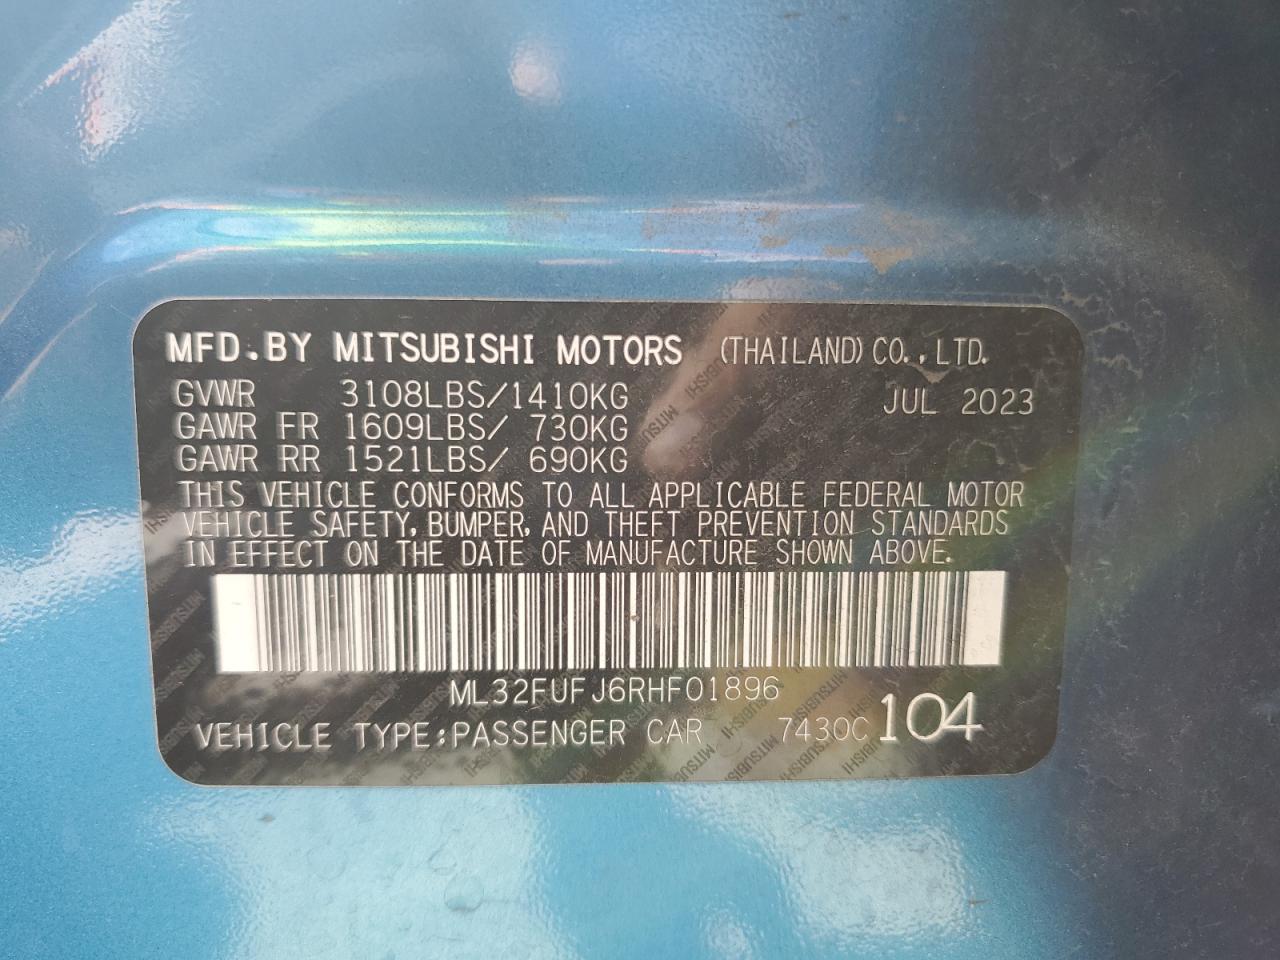 MFD.BY MITSUBISHI MOTORS (THAILAND) CO., LTD.
GVWR 3108LBS/1410KG JUL 2023
GAWR FR 1609LBS/ 730KG
GAWR RR 1521LBS/ 690KG
THIS VEHICLE CONFORMS TO ALL APPLICABLE FEDERAL MOTOR
VEHICLE SAFETY, BUMPER, AND THEFT PREVENTION STANDARDS
IN EFFECT ON THE DATE OF MANUFACTURE SHOWN ABOVE.
ML32FUFJ6RHF01896
VEHICLE TYPE:PASSENGER CAR 7430C 104